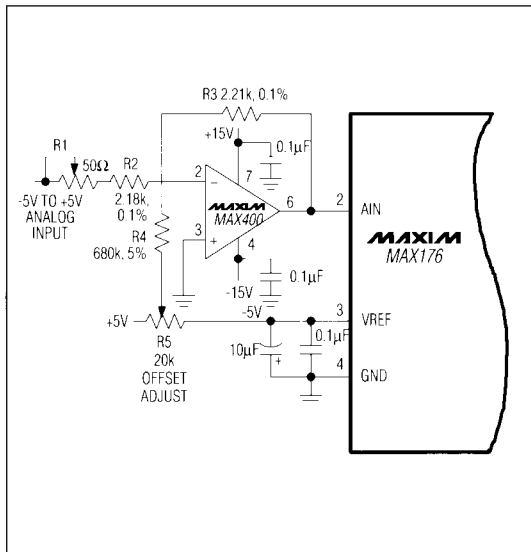 R3 2.21k, 0.1%
+15V
0.1µF
R1
50Ω
R2
2
7
-5V TO +5V
ANALOG
INPUT
2.18k,
0.1%
MAXIM
MAX400
6
2
AIN
R4
680k, 5%
3
4
MAXIM
MAX176
-15V
0.1µF
+5V
-5V
3
VREF
R5
20k
OFFSET
ADJUST
10µF
+
0.1µF
4
GND